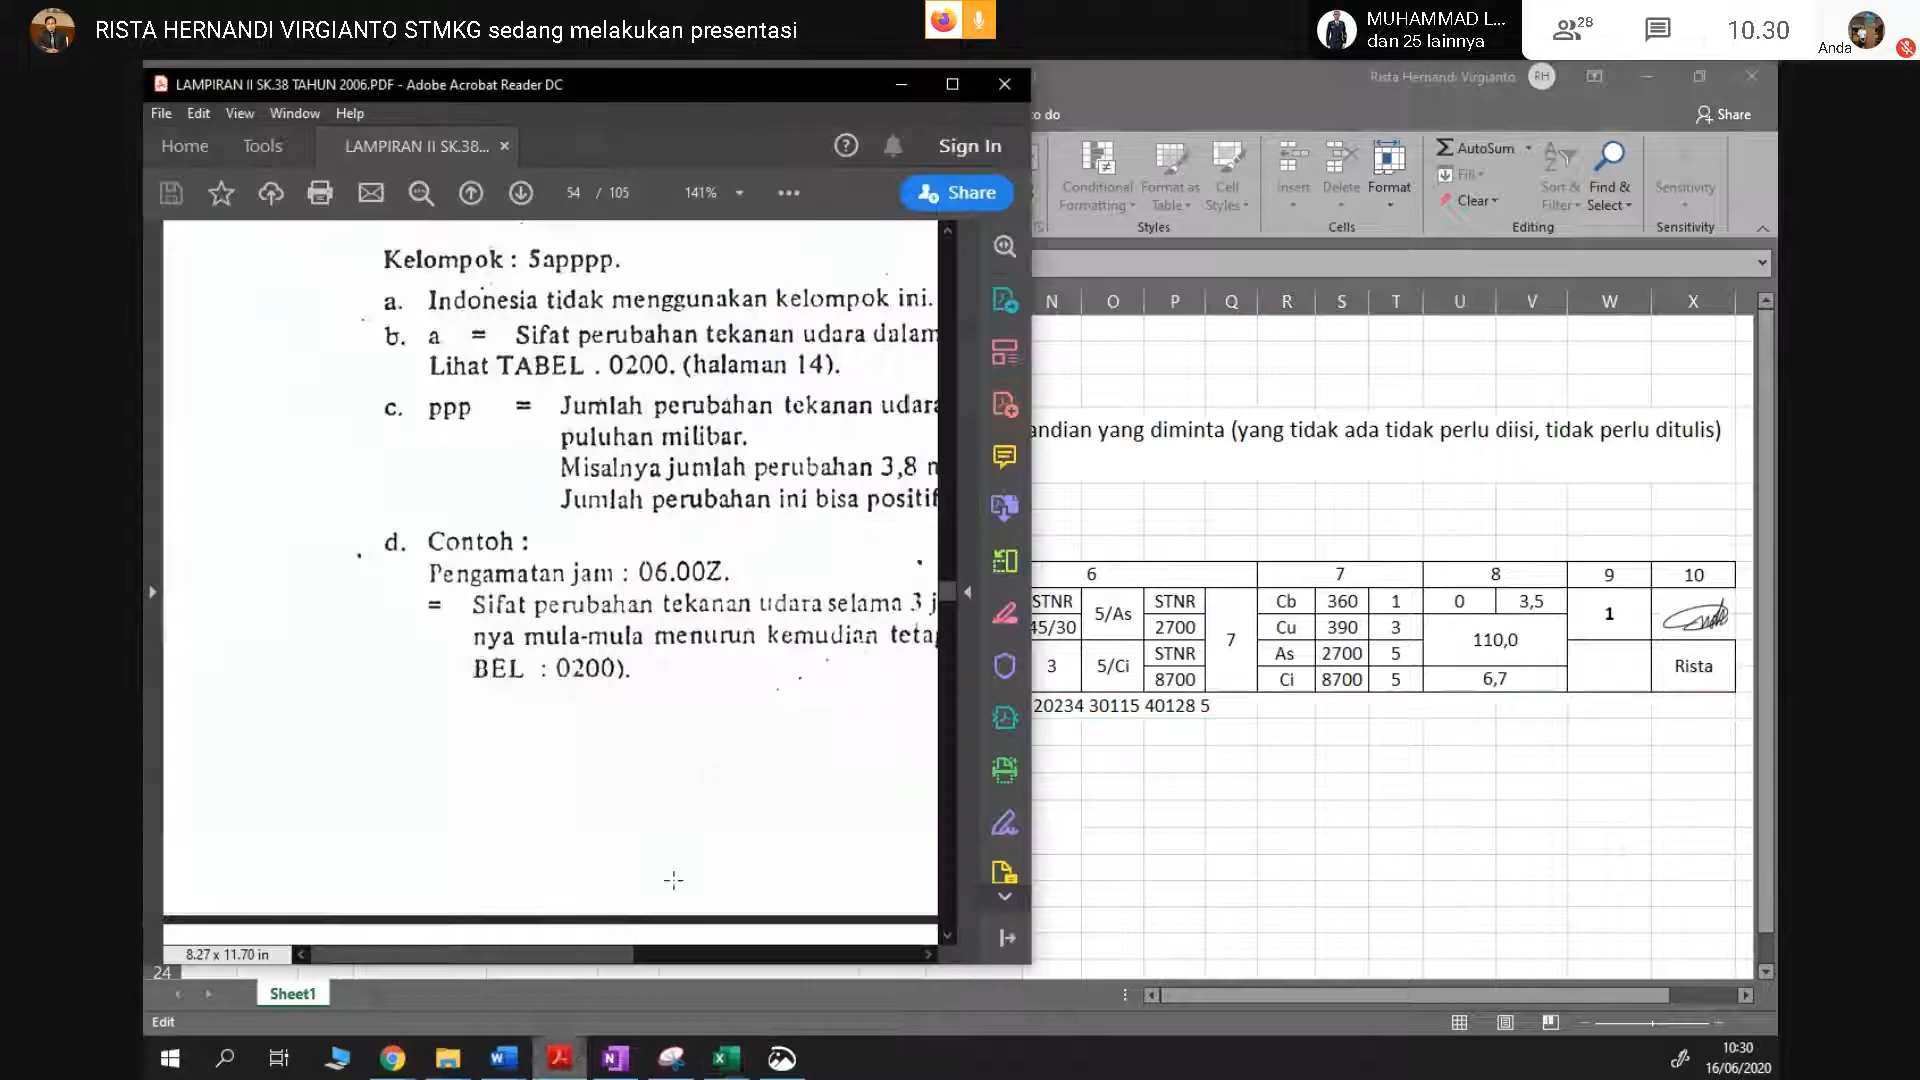 RISTA HERNANDI VIRGIANTO STMKG sedang melakukan presentasi
MUHAMMAD L...
dan 25 lainnya
28
10.30
Anda
LAMPIRAN II SK.38 TAHUN 2006.PDF - Adobe Acrobat Reader DC
Rista Hernandi Virgianto
RH
File Edit View Window Help
o do
Share
Home Tools LAMPIRAN II SK.38... ×
Sign In
54 / 105
141%
Share
Conditional Formatting
Format as Table
Cell Styles
Insert
Delete
Format
AutoSum
Fill
Clear
Sort & Filter
Find & Select
Sensitivity
Styles
Cells
Editing
Sensitivity
Kelompok : 5apppp.
a. Indonesia tidak menggunakan kelompok ini.
b. a = Sifat perubahan tekanan udara dalam
Lihat TABEL . 0200. (halaman 14).
c. ppp = Jumlah perubahan tekanan udara
puluhan milibar.
Misalnya jumlah perubahan 3,8 m
Jumlah perubahan ini bisa positif
d. Contoh :
Pengamatan jam : 06.00Z.
= Sifat perubahan tekanan udara selama 3 j
nya mula-mula menurun kemudian tetap
BEL : 0200).
8.27 x 11.70 in
N O P Q R S T U V W X
andian yang diminta (yang tidak ada tidak perlu diisi, tidak perlu ditulis)
6 7 8 9 10
STNR 5/As STNR 7 Cb 360 1 0 3,5 1
45/30 2700 Cu 390 3 110,0
3 5/Ci STNR As 2700 5 Rista
8700 Ci 8700 5 6,7
20234 30115 40128 5
24
Sheet1
Edit
10:30
16/06/2020